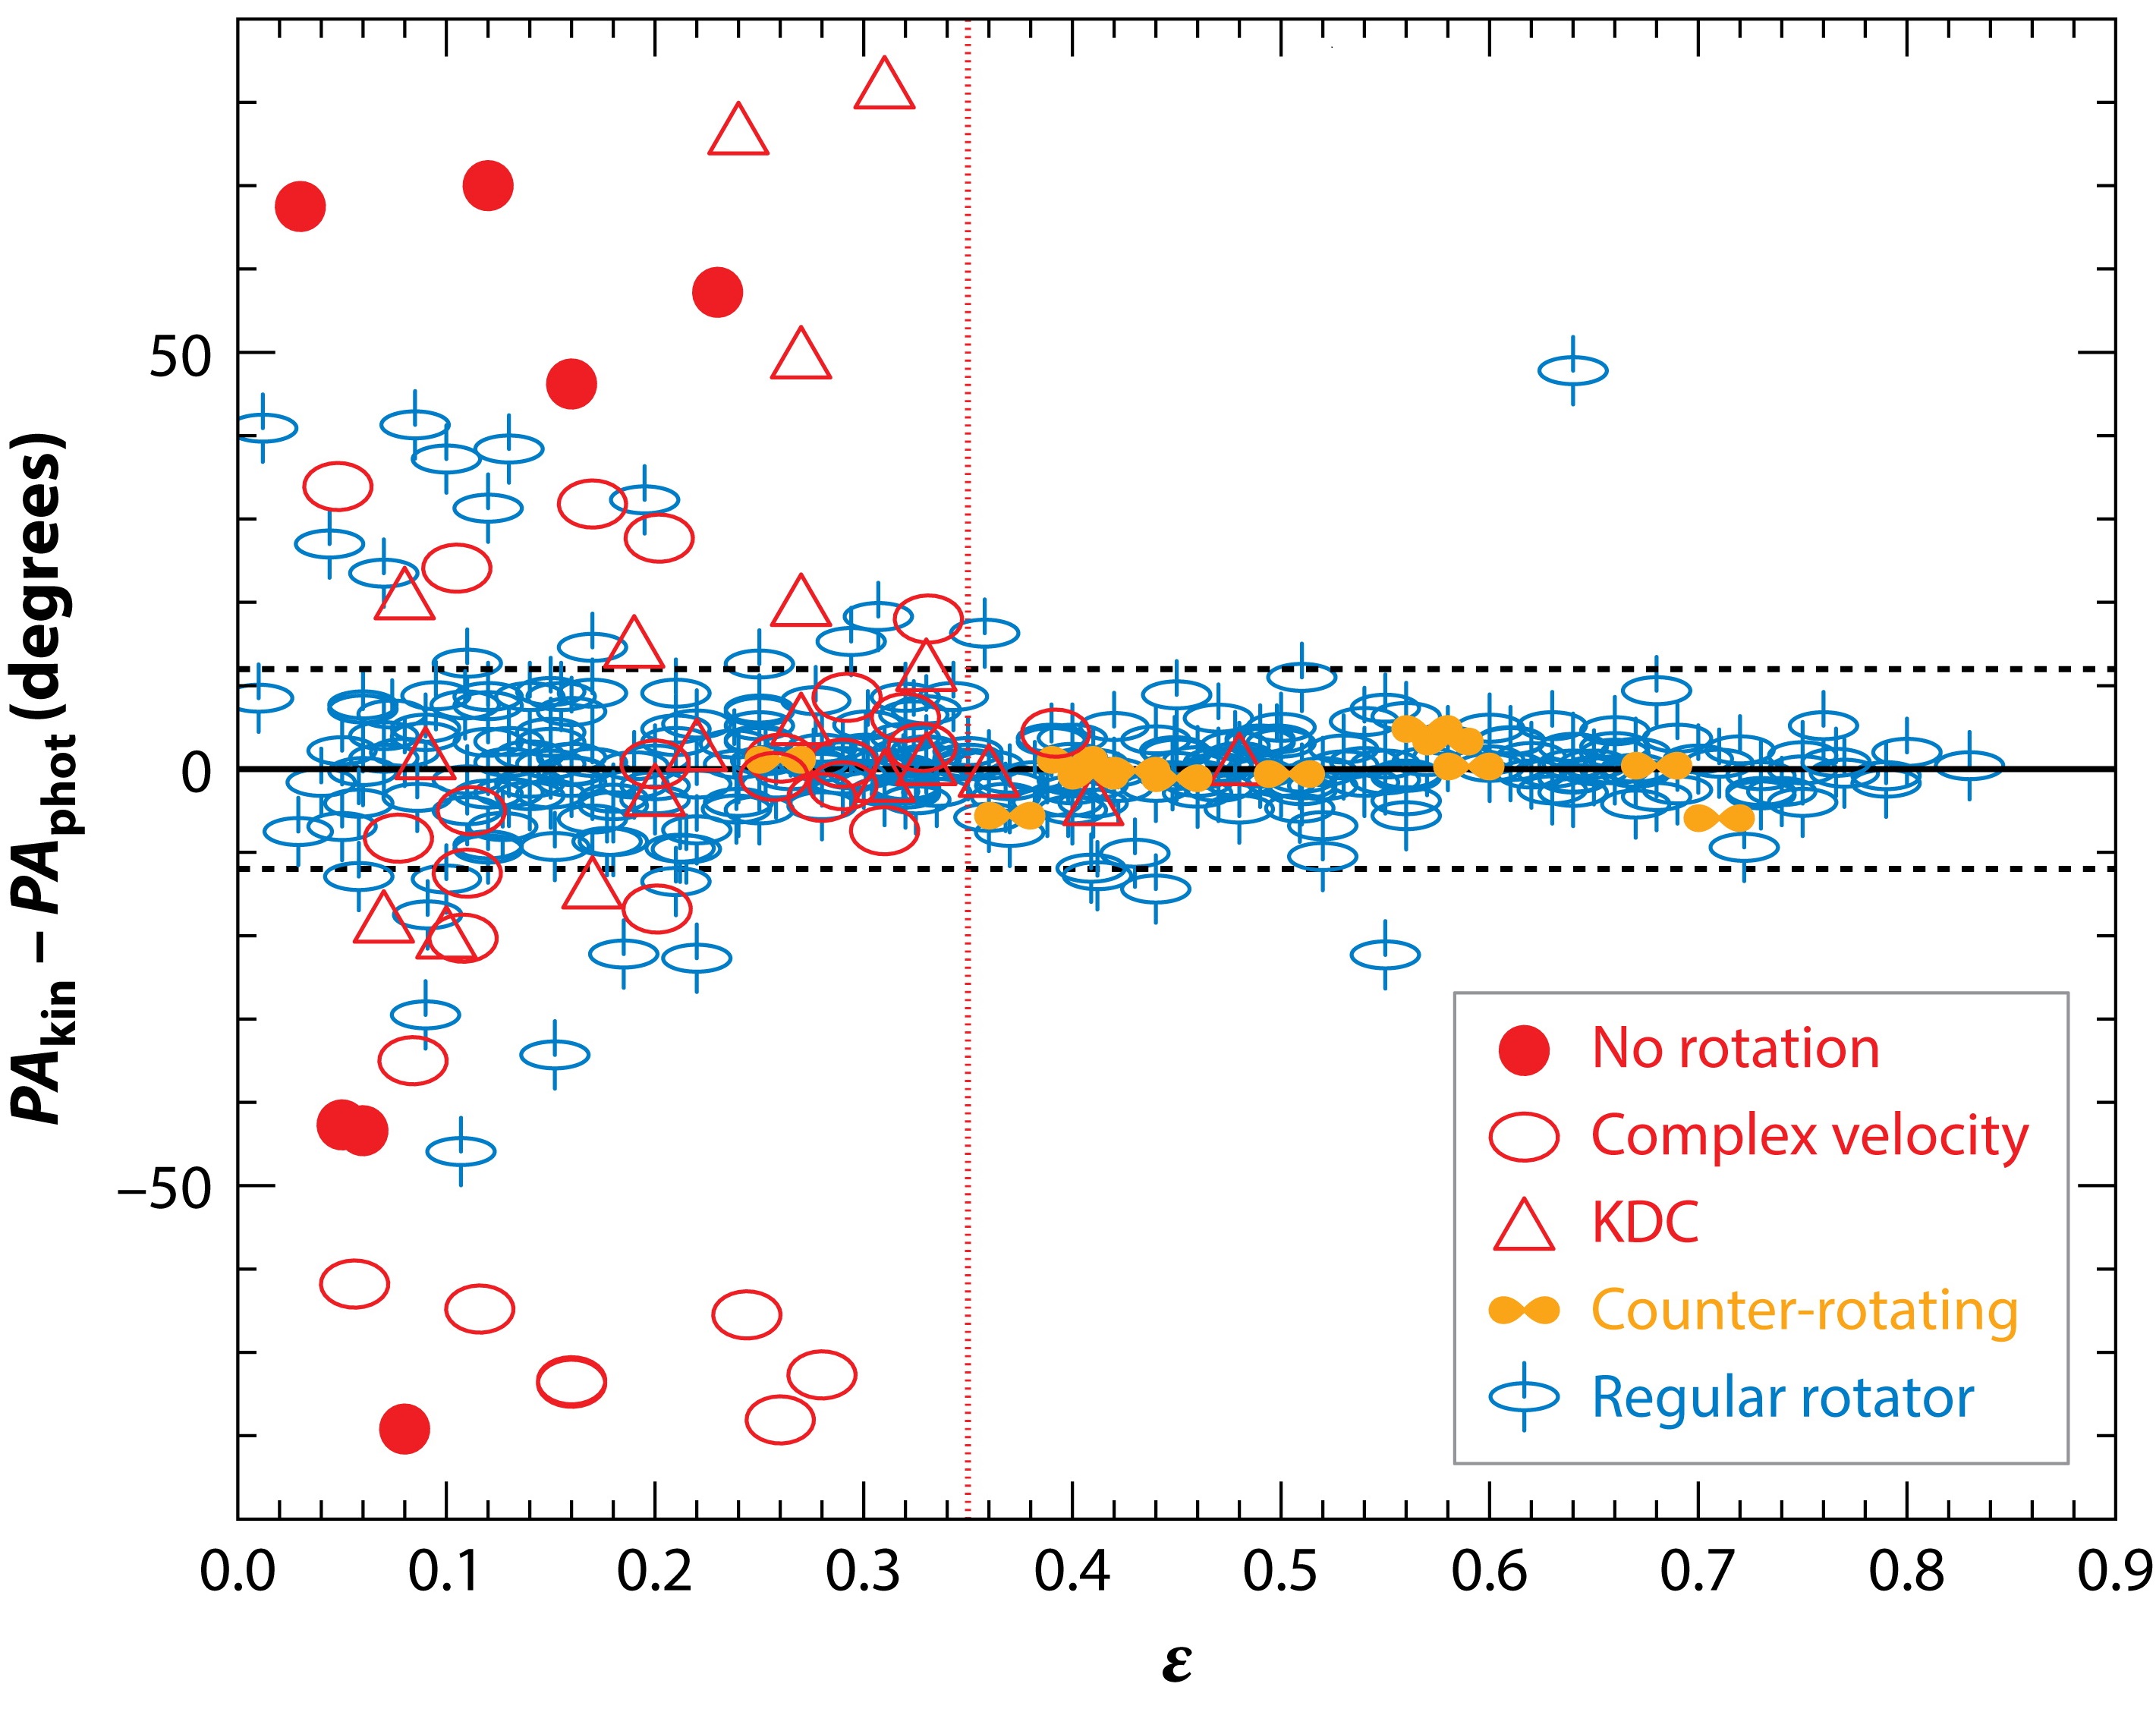 PAkin – PAphot (degrees)
50
0
–50
No rotation
Complex velocity
KDC
Counter-rotating
Regular rotator
0.0 0.1 0.2 0.3 0.4 0.5 0.6 0.7 0.8 0.9
ε